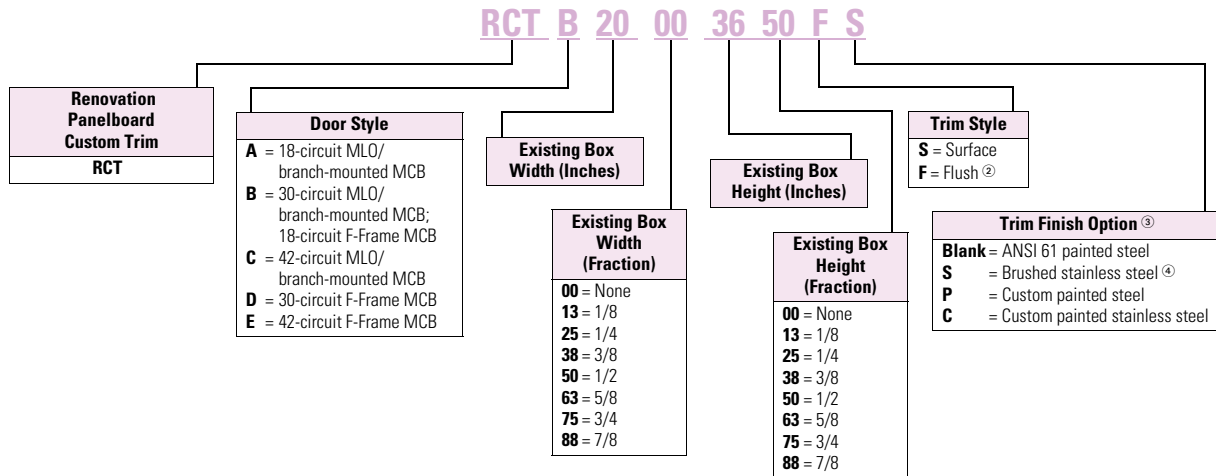 RCT B 20 00 36 50 F S
Renovation
Panelboard
Custom Trim
RCT
Door Style
A = 18-circuit MLO/
branch-mounted MCB
B = 30-circuit MLO/
branch-mounted MCB;
18-circuit F-Frame MCB
C = 42-circuit MLO/
branch-mounted MCB
D = 30-circuit F-Frame MCB
E = 42-circuit F-Frame MCB
Existing Box
Width (Inches)
Existing Box
Width
(Fraction)
00 = None
13 = 1/8
25 = 1/4
38 = 3/8
50 = 1/2
63 = 5/8
75 = 3/4
88 = 7/8
Existing Box
Height (Inches)
Existing Box
Height
(Fraction)
00 = None
13 = 1/8
25 = 1/4
38 = 3/8
50 = 1/2
63 = 5/8
75 = 3/4
88 = 7/8
Trim Style
S = Surface
F = Flush ②
Trim Finish Option ③
Blank = ANSI 61 painted steel
S = Brushed stainless steel ④
P = Custom painted steel
C = Custom painted stainless steel